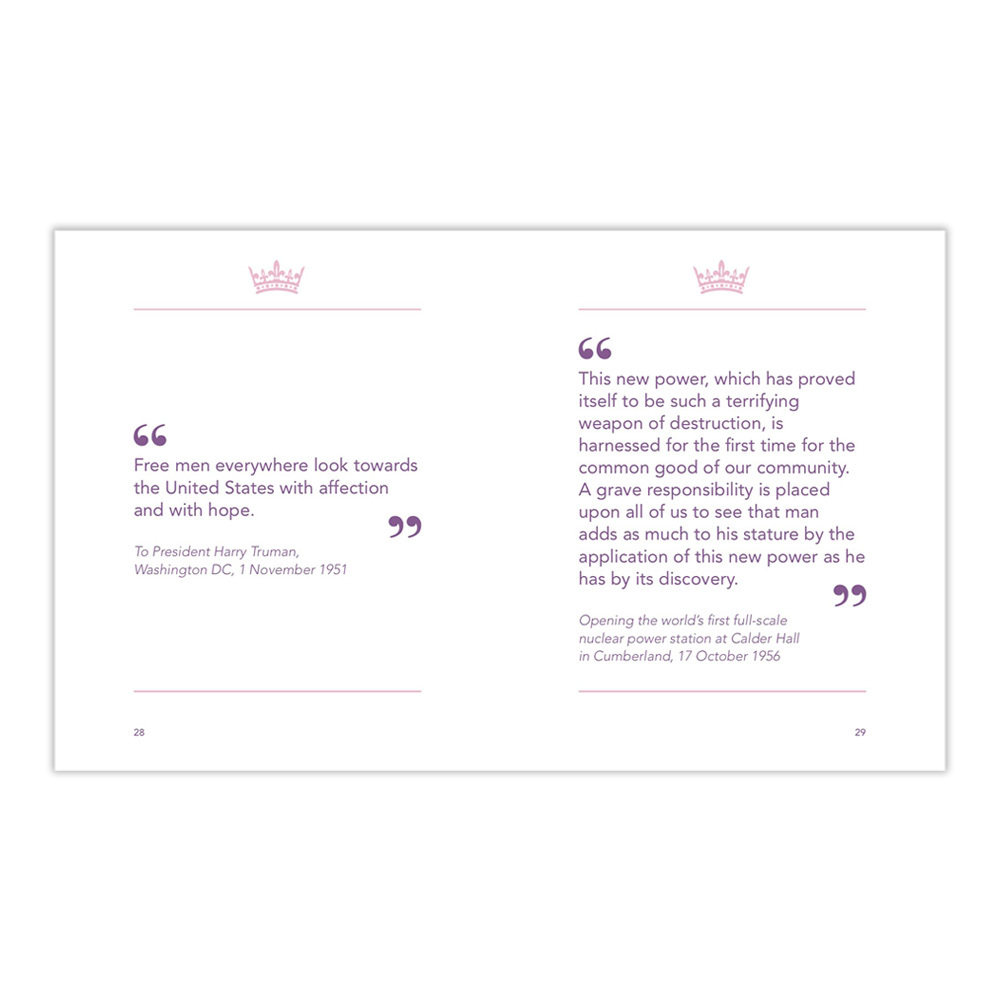 “
Free men everywhere look towards
the United States with affection
and with hope.
”
To President Harry Truman,
Washington DC, 1 November 1951
28
“
This new power, which has proved
itself to be such a terrifying
weapon of destruction, is
harnessed for the first time for the
common good of our community.
A grave responsibility is placed
upon all of us to see that man
adds as much to his stature by the
application of this new power as he
has by its discovery.
”
Opening the world’s first full-scale
nuclear power station at Calder Hall
in Cumberland, 17 October 1956
29